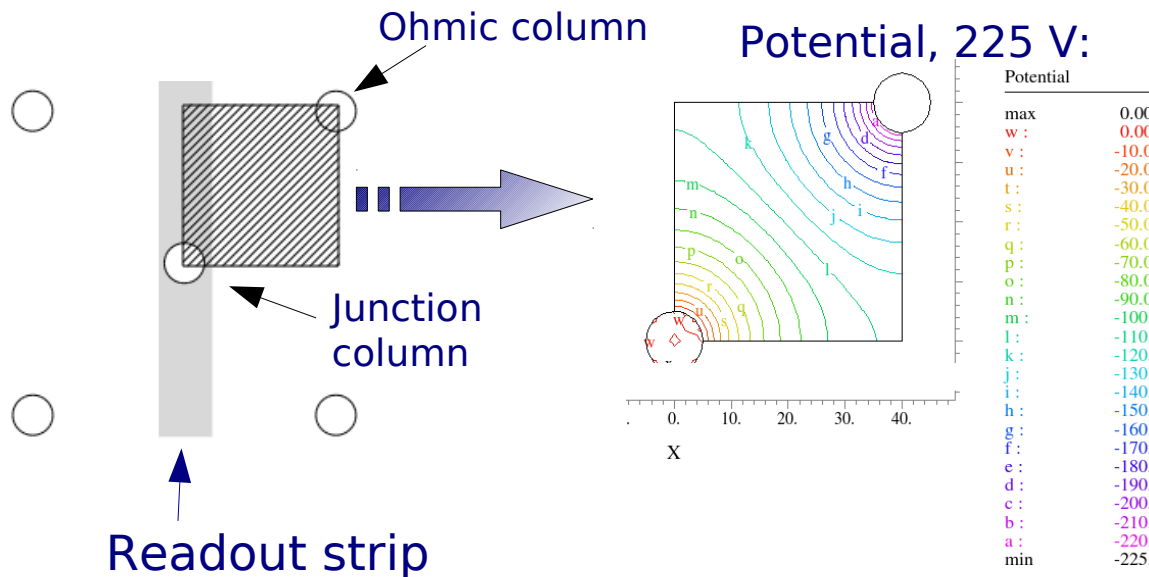 Ohmic column
Potential, 225 V:
Junction
column
Readout strip
k
g
a
d
f
h
i
j
l
m
n
p
o
r
q
u
s
w
w
.
0.
10.
20.
30.
40.
X
Potential
max 0.00
w : 0.00
v : -10.0
u : -20.0
t : -30.0
s : -40.0
r : -50.0
q : -60.0
p : -70.0
o : -80.0
n : -90.0
m : -100.
l : -110.
k : -120.
j : -130.
i : -140.
h : -150.
g : -160.
f : -170.
e : -180.
d : -190.
c : -200.
b : -210.
a : -220.
min -225.